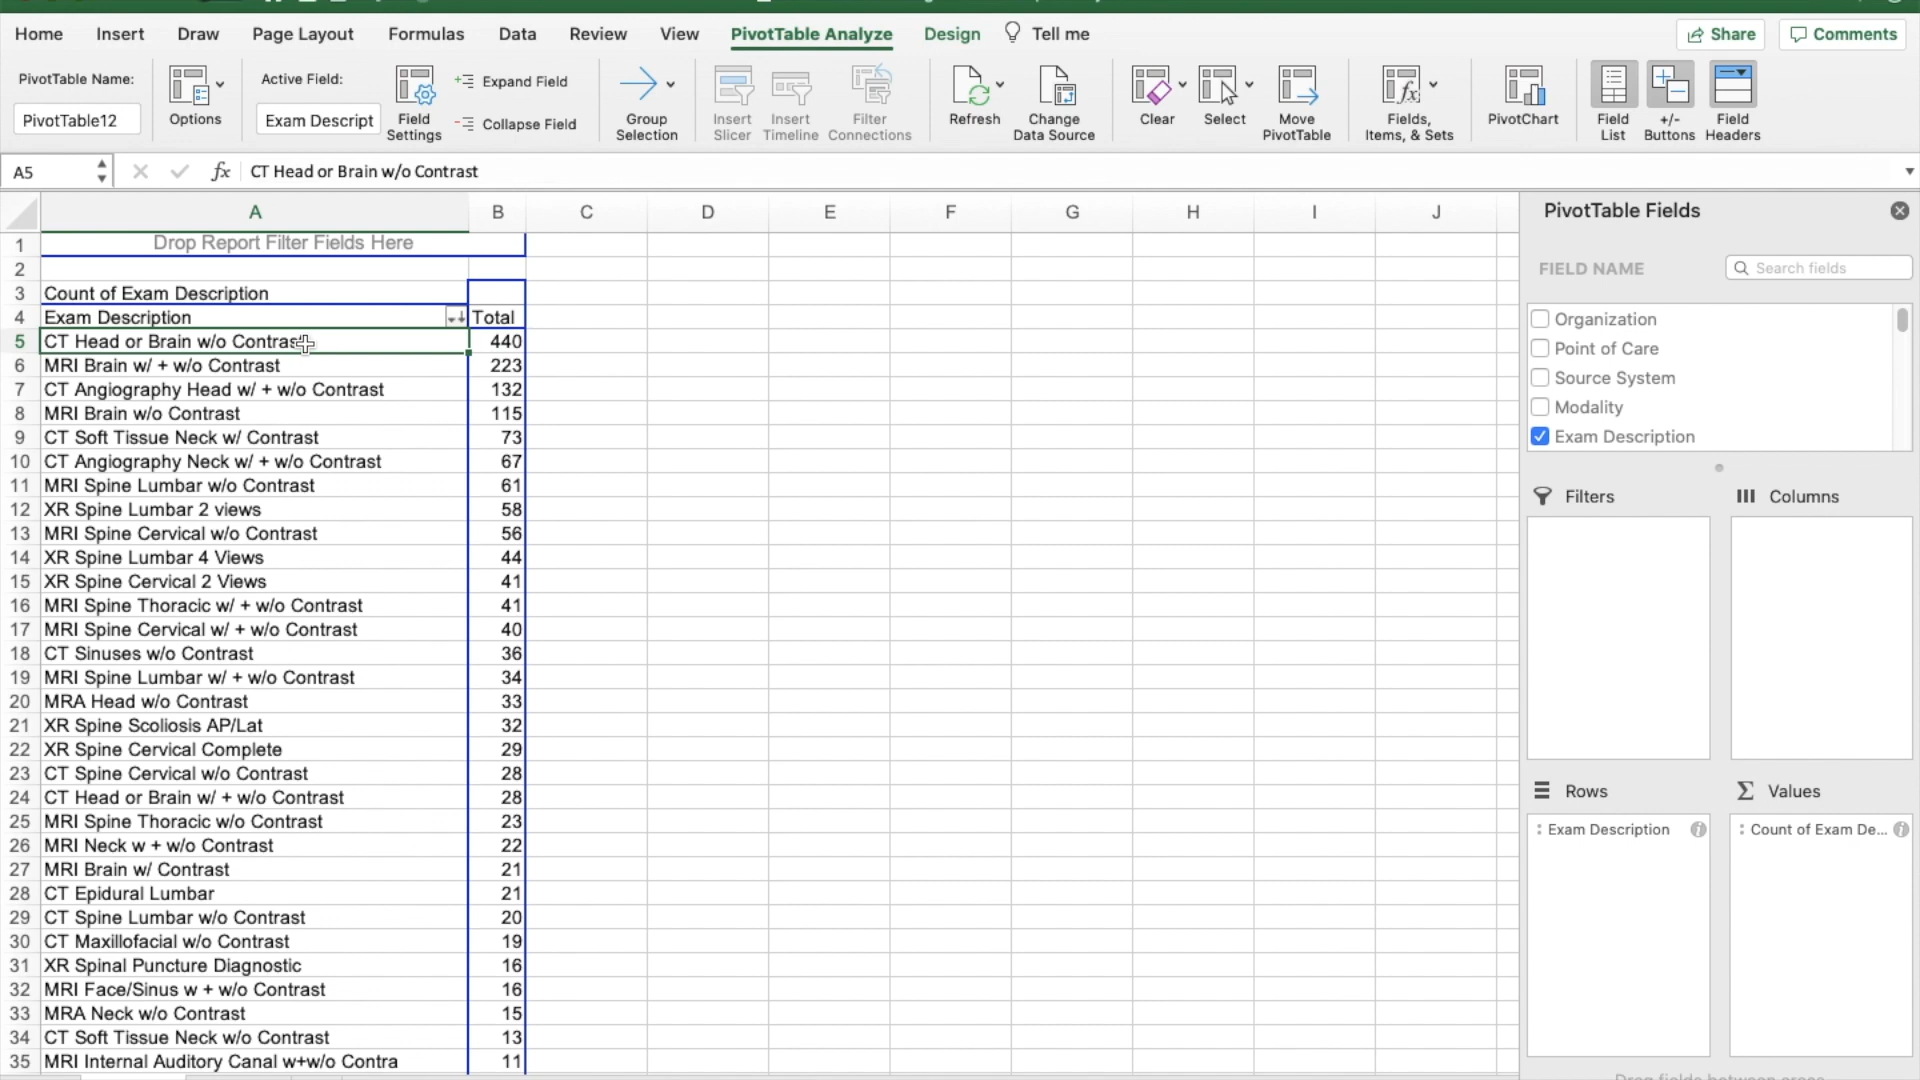 Home Insert Draw Page Layout Formulas Data Review View PivotTable Analyze Design Tell me Share Comments
PivotTable Name:
PivotTable12
Options
Active Field:
Exam Descript
Field Settings
Expand Field
Collapse Field
Group Selection
Insert Slicer
Insert Timeline
Filter Connections
Refresh
Change Data Source
Clear
Select
Move PivotTable
Fields, Items, & Sets
PivotChart
Field List
+/- Buttons
Field Headers
A5 fx CT Head or Brain w/o Contrast
A B C D E F G H I J
1 Drop Report Filter Fields Here
2
3 Count of Exam Description
4 Exam Description Total
5 CT Head or Brain w/o Contrast 440
6 MRI Brain w/ + w/o Contrast 223
7 CT Angiography Head w/ + w/o Contrast 132
8 MRI Brain w/o Contrast 115
9 CT Soft Tissue Neck w/ Contrast 73
10 CT Angiography Neck w/ + w/o Contrast 67
11 MRI Spine Lumbar w/o Contrast 61
12 XR Spine Lumbar 2 views 58
13 MRI Spine Cervical w/o Contrast 56
14 XR Spine Lumbar 4 Views 44
15 XR Spine Cervical 2 Views 41
16 MRI Spine Thoracic w/ + w/o Contrast 41
17 MRI Spine Cervical w/ + w/o Contrast 40
18 CT Sinuses w/o Contrast 36
19 MRI Spine Lumbar w/ + w/o Contrast 34
20 MRA Head w/o Contrast 33
21 XR Spine Scoliosis AP/Lat 32
22 XR Spine Cervical Complete 29
23 CT Spine Cervical w/o Contrast 28
24 CT Head or Brain w/ + w/o Contrast 28
25 MRI Spine Thoracic w/o Contrast 23
26 MRI Neck w + w/o Contrast 22
27 MRI Brain w/ Contrast 21
28 CT Epidural Lumbar 21
29 CT Spine Lumbar w/o Contrast 20
30 CT Maxillofacial w/o Contrast 19
31 XR Spinal Puncture Diagnostic 16
32 MRI Face/Sinus w + w/o Contrast 16
33 MRA Neck w/o Contrast 15
34 CT Soft Tissue Neck w/o Contrast 13
35 MRI Internal Auditory Canal w+w/o Contra 11
PivotTable Fields
FIELD NAME Search fields
Organization
Point of Care
Source System
Modality
Exam Description
Filters Columns
Rows Values
Exam Description Count of Exam De...
Drag fields between areas